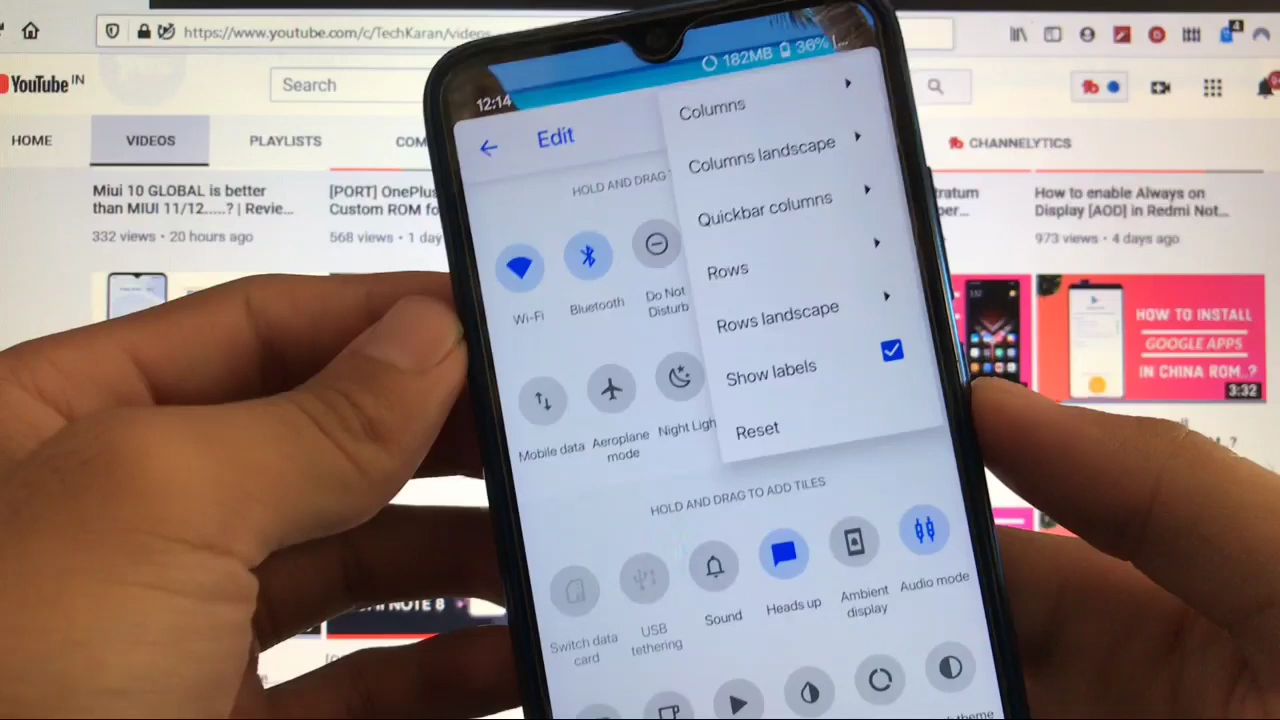 https://www.youtube.com/c/TechKaran/videos
4
YouTube IN
Search
HOME
VIDEOS
PLAYLISTS
COM
CHANNELYTICS
Miui 10 GLOBAL is better
than MIUI 11/12.....? | Revie...
332 views • 20 hours ago
[PORT] OnePlus
Custom ROM fo
568 views • 1 day
How to enable Always on
Display [AOD] in Redmi Not...
973 views • 4 days ago
HOW TO INSTALL
GOOGLE APPS
IN CHINA ROM..?
3:32
NOTE 8
12:14
182MB 36%
Edit
HOLD AND DRAG
Wi-Fi
Bluetooth
Do Not
Disturb
Mobile data
Aeroplane
mode
Night Ligh
Columns
Columns landscape
Quickbar columns
Rows
Rows landscape
Show labels
Reset
HOLD AND DRAG TO ADD TILES
Switch data
card
USB
tethering
Sound
Heads up
Ambient
display
Audio mode
theme